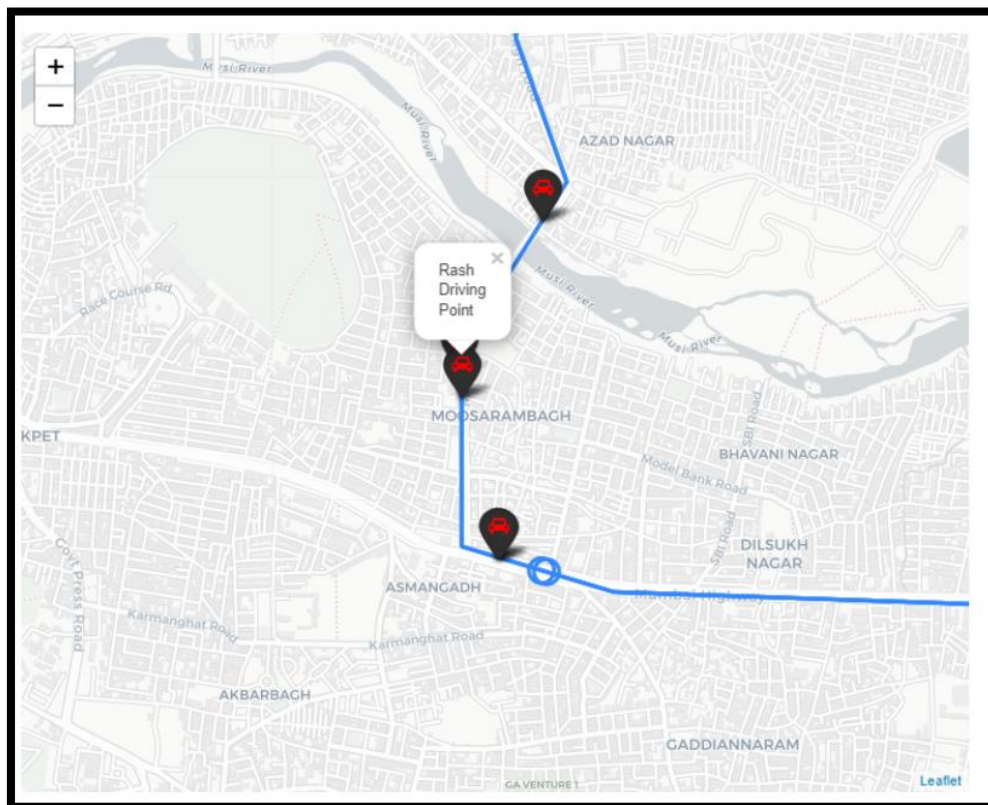 +
−
Musi River
Musi River
AZAD NAGAR
×
Rash
Driving
Point
Musi River
Race Course Rd
Musi River
MOOSARAMBAGH
KPET
SBI Road
BHAVANI NAGAR
Model Bank Road
SBI Road
DILSUKH
NAGAR
Govt Press Road
ASMANGADH
Mumbai Highway
Karmanghat Road
Karmanghat Road
AKBARBAGH
GADDIANNARAM
GA VENTURE 1
Leaflet